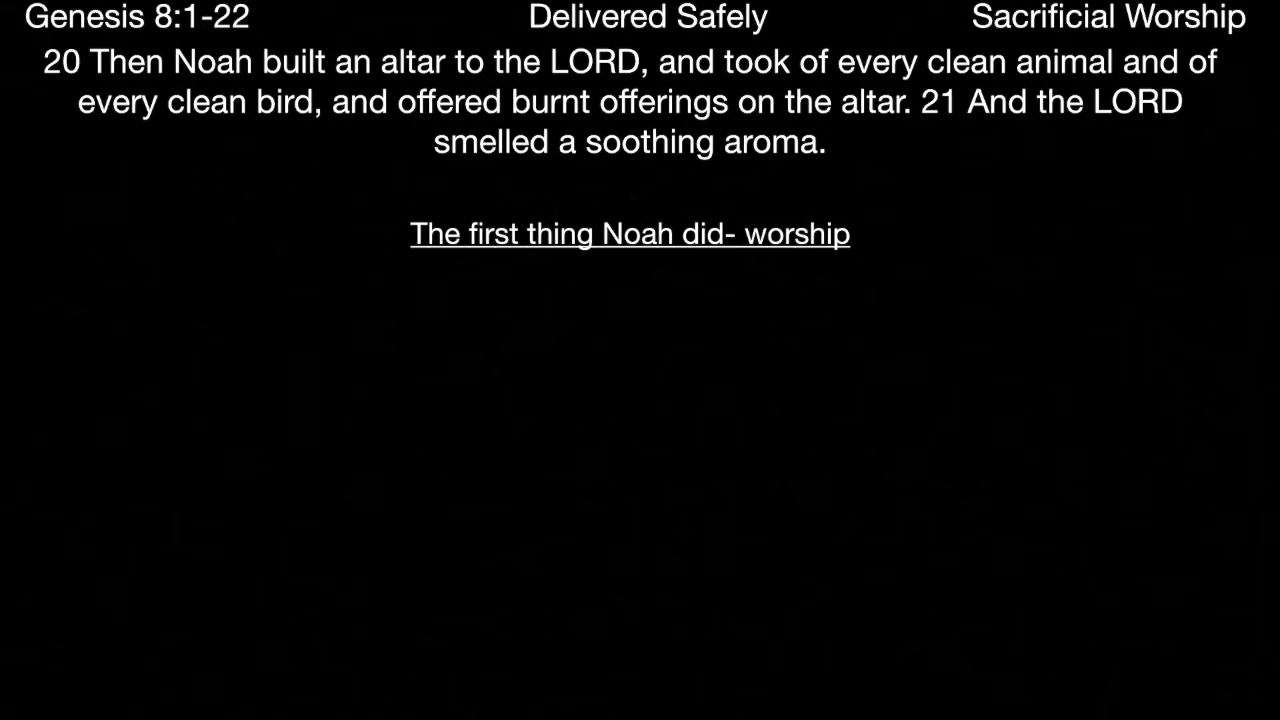 Genesis 8:1-22 Delivered Safely Sacrificial Worship
20 Then Noah built an altar to the LORD, and took of every clean animal and of
every clean bird, and offered burnt offerings on the altar. 21 And the LORD
smelled a soothing aroma.
The first thing Noah did- worship